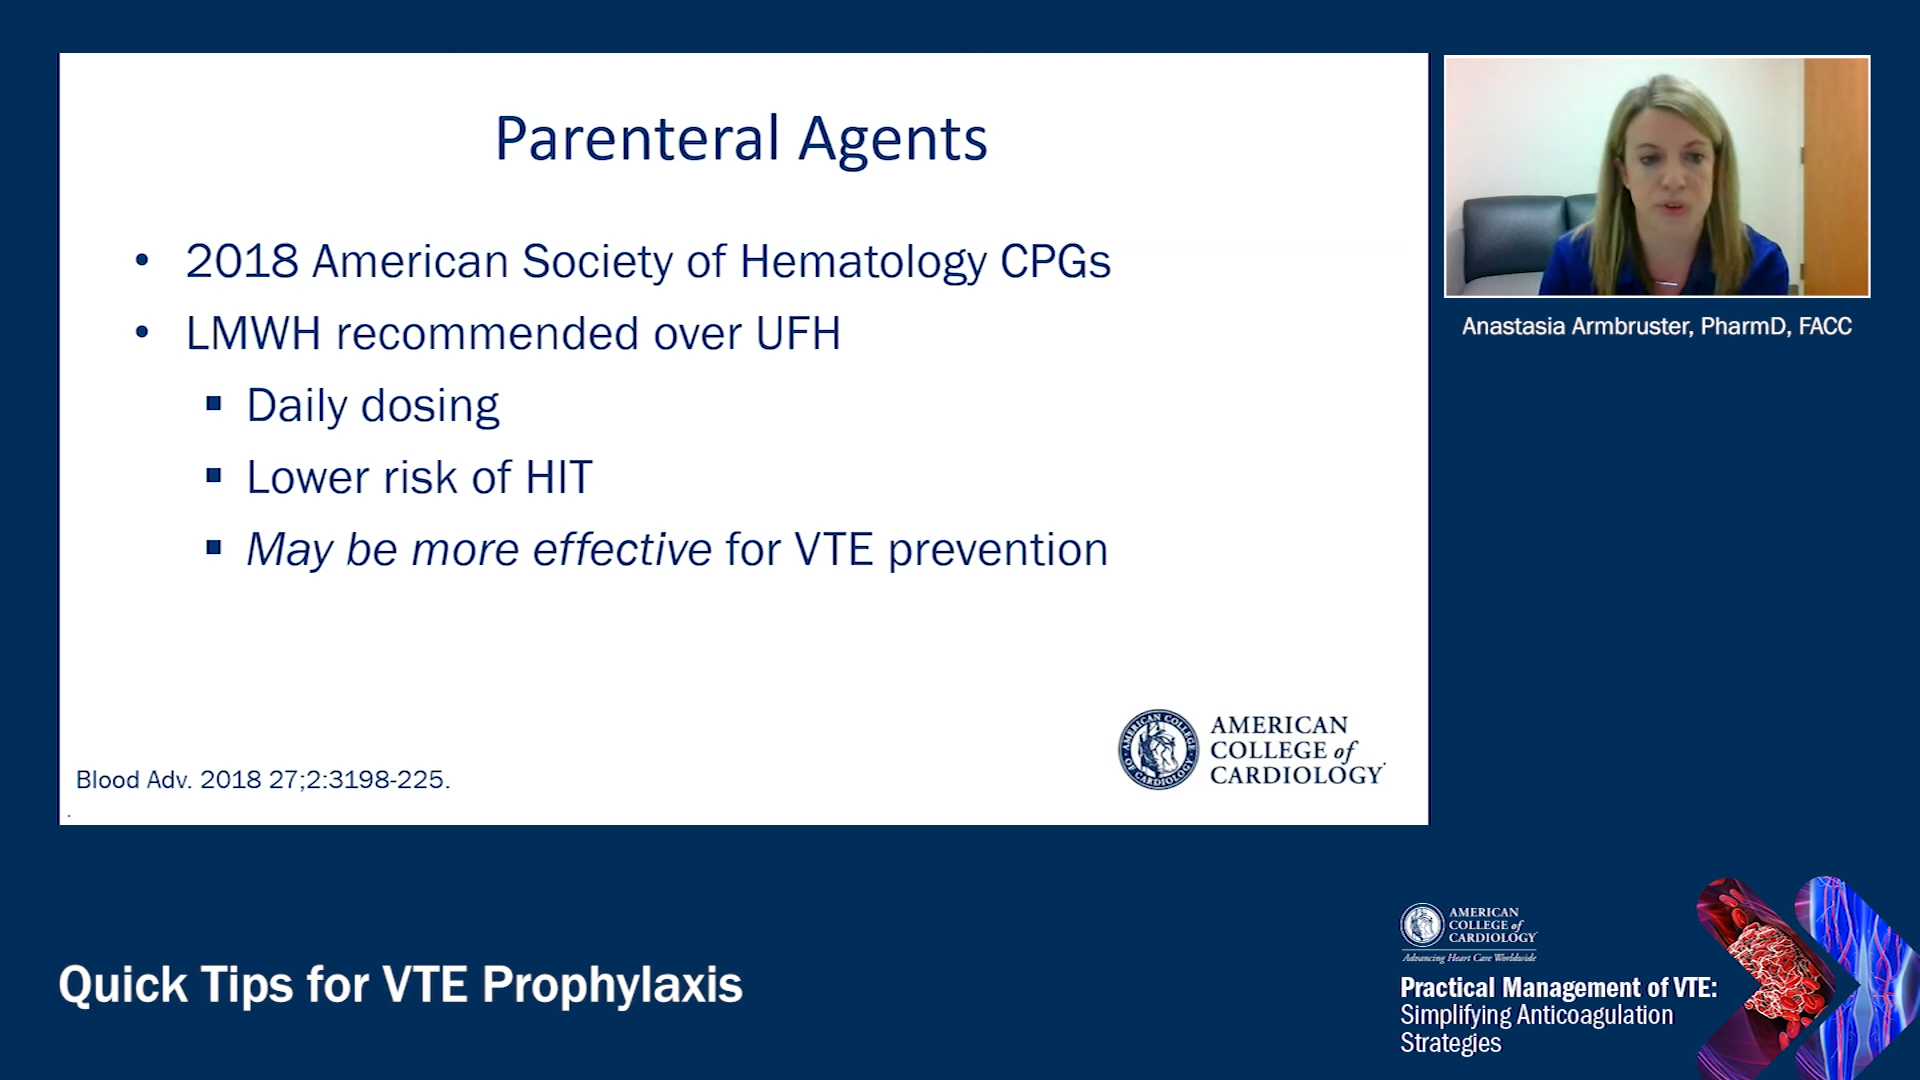 Parenteral Agents
• 2018 American Society of Hematology CPGs
• LMWH recommended over UFH
▪ Daily dosing
▪ Lower risk of HIT
▪ May be more effective for VTE prevention
AMERICAN
COLLEGE of
CARDIOLOGY
Blood Adv. 2018 27;2:3198-225.
.
Anastasia Armbruster, PharmD, FACC
Quick Tips for VTE Prophylaxis
AMERICAN
COLLEGE of
CARDIOLOGY
Advancing Heart Care Worldwide
Practical Management of VTE:
Simplifying Anticoagulation
Strategies